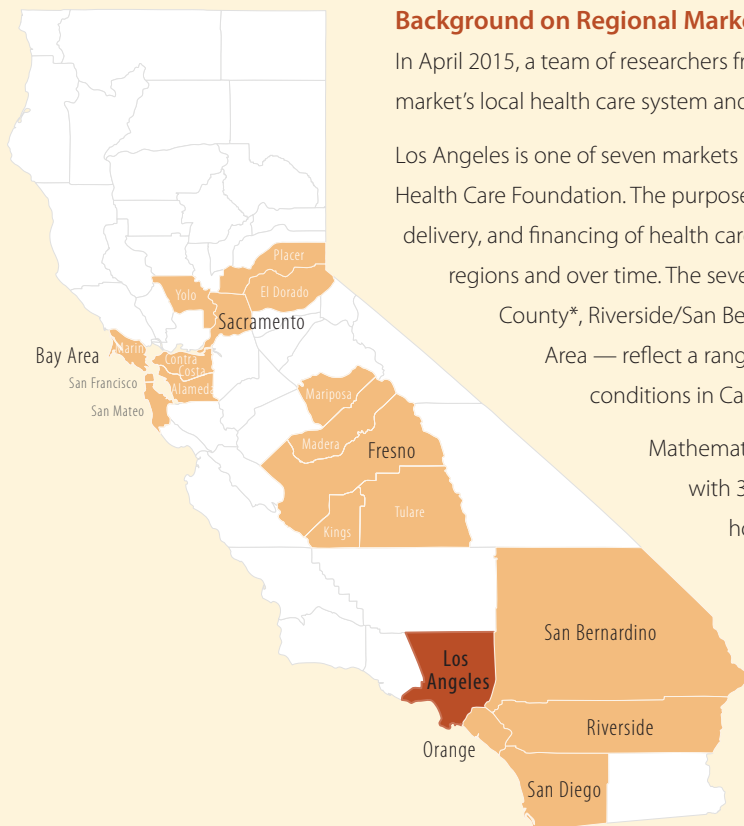 Background on Regional Marke
In April 2015, a team of researchers fr
market's local health care system and
Los Angeles is one of seven markets
Health Care Foundation. The purpose
delivery, and financing of health car
regions and over time. The seve
County*, Riverside/San Be
Area — reflect a rang
conditions in Ca
Mathemat
with 3
ho
Placer
El Dorado
Yolo
Sacramento
Bay Area
Marin
Contra
Costa
San Francisco
Alameda
San Mateo
Mariposa
Madera
Fresno
Kings
Tulare
San Bernardino
Los
Angeles
Riverside
Orange
San Diego